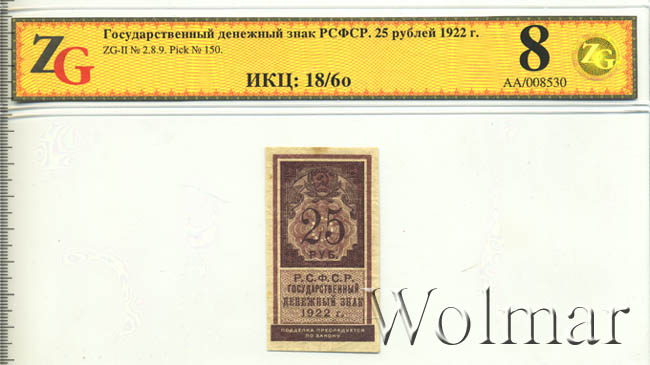 ZG
Государственный денежный знак РСФСР. 25 рублей 1922 г.
ZG-II № 2.8.9. Pick № 150.
ИКЦ: 18/6о
8
ZG
АА/008530
25
РУБ.
Р.С.Ф.С.Р.
ГОСУДАРСТВЕННЫЙ
ДЕНЕЖНЫЙ ЗНАК
1922 г.
ПОДДЕЛКА ПРЕСЛЕДУЕТСЯ
ПО ЗАКОНУ
Wolmar